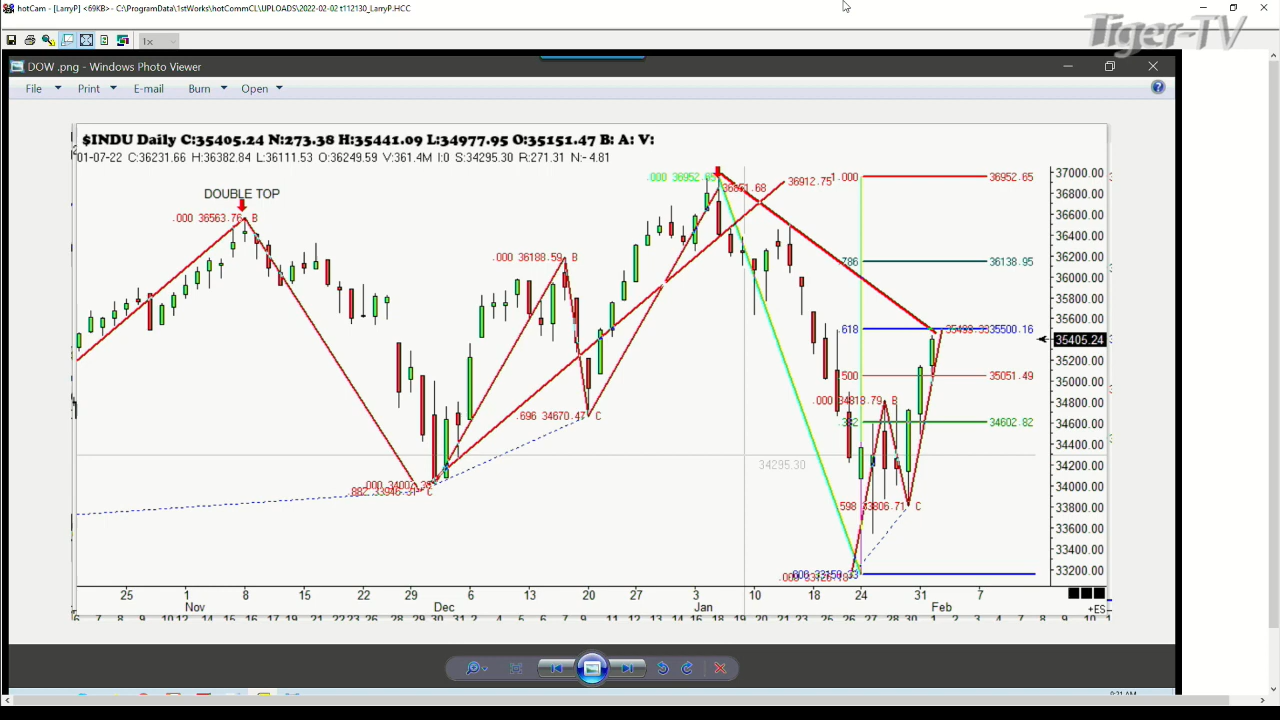 hotCam - [LarryP] <69KB>- C:\ProgramData\1stWorks\hotCommCL\UPLOADS\2022-02-02 t112130_LarryP.HCC
Tiger-TV
1x
DOW .png - Windows Photo Viewer
File Print E-mail Burn Open
$INDU Daily C:35405.24 N:273.38 H:35441.09 L:34977.95 O:35151.47 B: A: V:
01-07-22 C:36231.66 H:36382.84 L:36111.53 O:36249.59 V:361.4M I:0 S:34295.30 R:271.31 N:- 4.81
DOUBLE TOP
.000 36563.76 B
.000 36188.59 B
.000 36952.65
36912.75
1.000
36952.65
.786
36138.95
.618
35500.16
.500
35051.49
.000 34818.79 B
34602.82
.696 34670.47 C
34295.30
.882 33946.31 C
.598 33806.71 C
37000.00
36800.00
36600.00
36400.00
36200.00
36000.00
35800.00
35600.00
35405.24
35200.00
35000.00
34800.00
34600.00
34400.00
34200.00
34000.00
33800.00
33600.00
33400.00
33200.00
25 1 8 15 22 29 6 13 20 27 3 10 18 24 31 7
Nov Dec Jan Feb
+ES